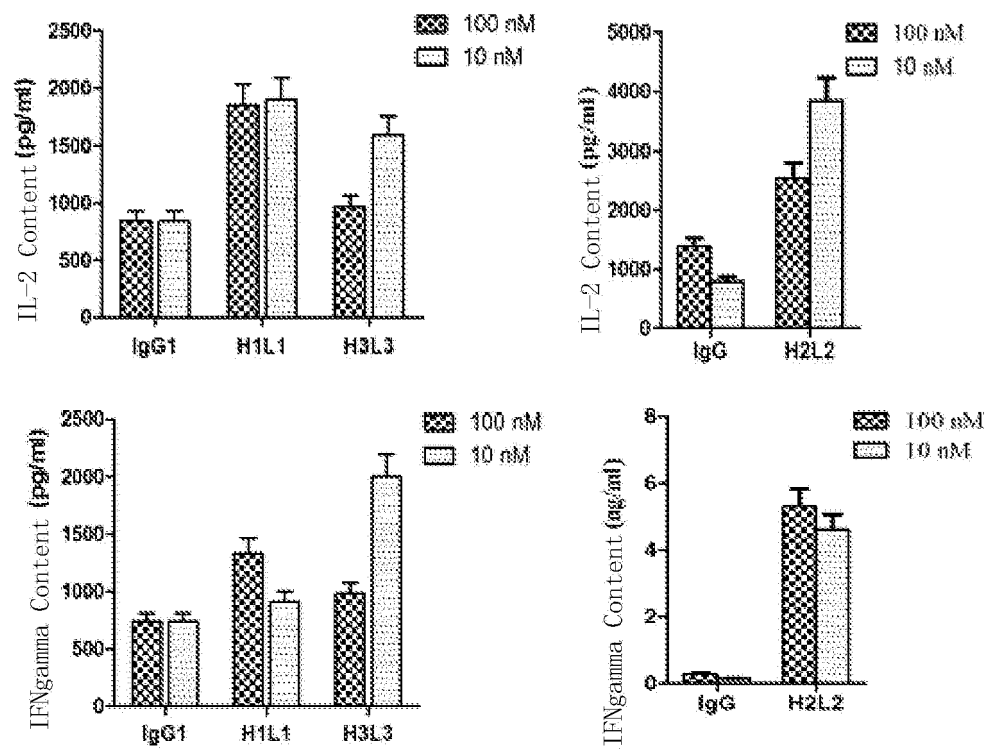 2500
2000
1500
1000
500
0
IL-2 Content (pg/ml)
100 nM
10 nM
IgG1 H1L1 H3L3
5000
4000
3000
2000
1000
0
IL-2 Content (pg/ml)
100 nM
10 nM
IgG H2L2
2500
2000
1500
1000
500
0
IFNgamma Content (pg/ml)
100 nM
10 nM
IgG1 H1L1 H3L3
8
6
4
2
0
IFNgamma Content (ng/ml)
100 nM
10 nM
IgG H2L2